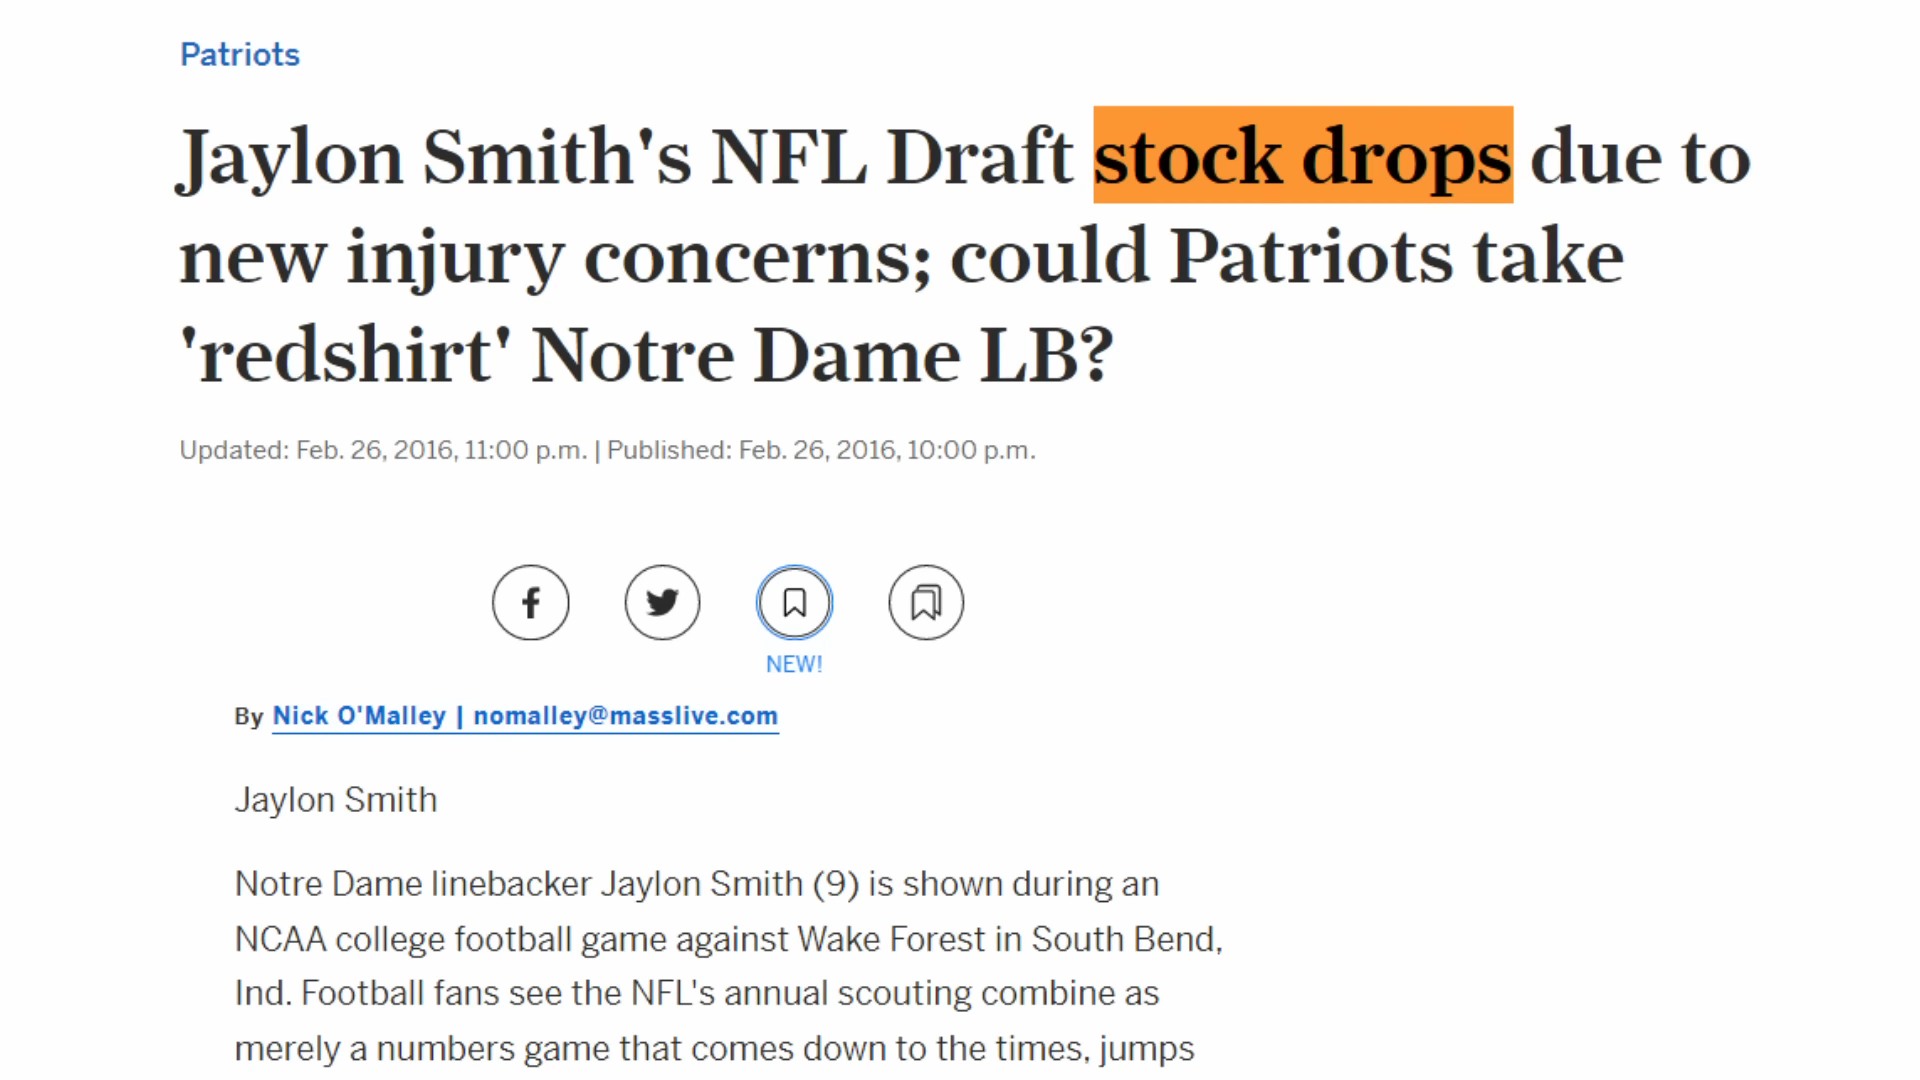 Patriots
Jaylon Smith's NFL Draft stock drops due to
new injury concerns; could Patriots take
'redshirt' Notre Dame LB?
Updated: Feb. 26, 2016, 11:00 p.m. | Published: Feb. 26, 2016, 10:00 p.m.
NEW!
By Nick O'Malley | nomalley@masslive.com
Jaylon Smith
Notre Dame linebacker Jaylon Smith (9) is shown during an
NCAA college football game against Wake Forest in South Bend,
Ind. Football fans see the NFL's annual scouting combine as
merely a numbers game that comes down to the times, jumps